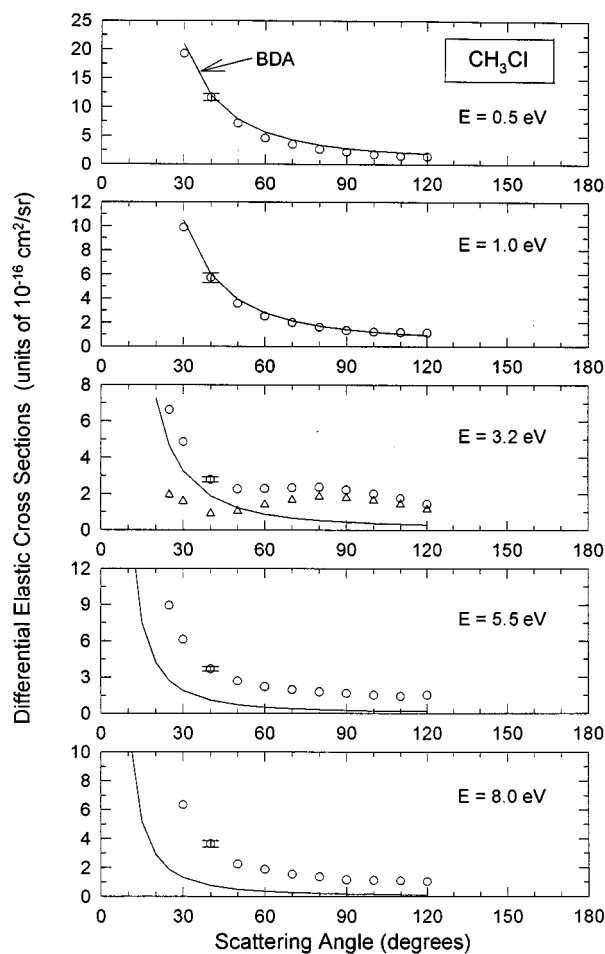 25
20
15
10
5
0
BDA
CH3Cl
E = 0.5 eV
0 30 60 90 120 150 180
12
10
8
6
4
2
0
E = 1.0 eV
0 30 60 90 120 150 180
8
6
4
2
0
E = 3.2 eV
0 30 60 90 120 150 180
12
9
6
3
0
E = 5.5 eV
0 30 60 90 120 150 180
10
8
6
4
2
0
E = 8.0 eV
0 30 60 90 120 150 180
Scattering Angle (degrees)
Differential Elastic Cross Sections (units of 10⁻¹⁶ cm²/sr)